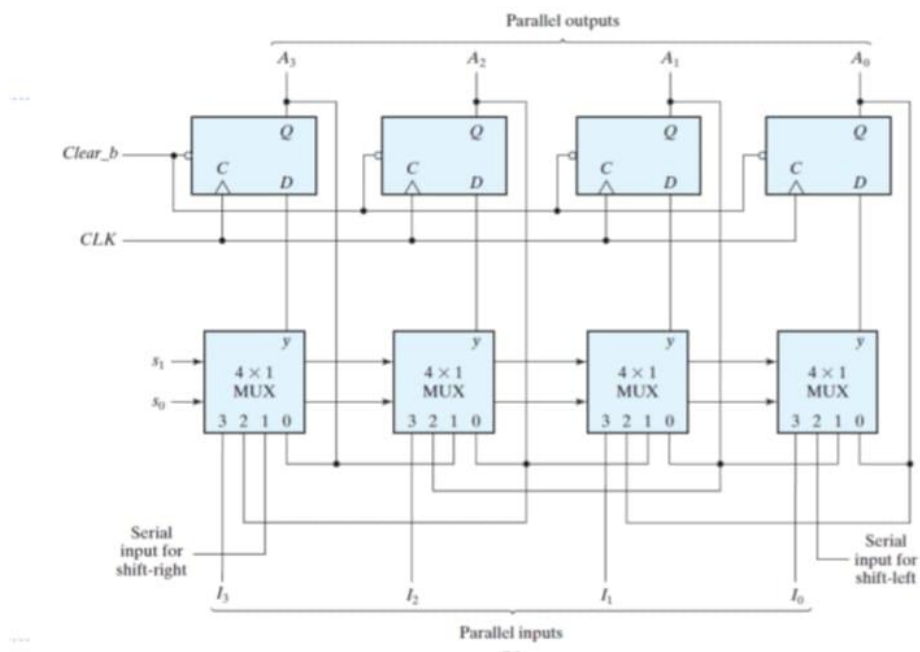 Parallel outputs
A3 A2 A1 A0
Q Q Q Q
Clear_b
C D C D C D C D
CLK
y y y y
s1
4 × 1 4 × 1 4 × 1 4 × 1
MUX MUX MUX MUX
s0
3 2 1 0 3 2 1 0 3 2 1 0 3 2 1 0
Serial
input for
shift-right
Serial
input for
shift-left
I3 I2 I1 I0
Parallel inputs